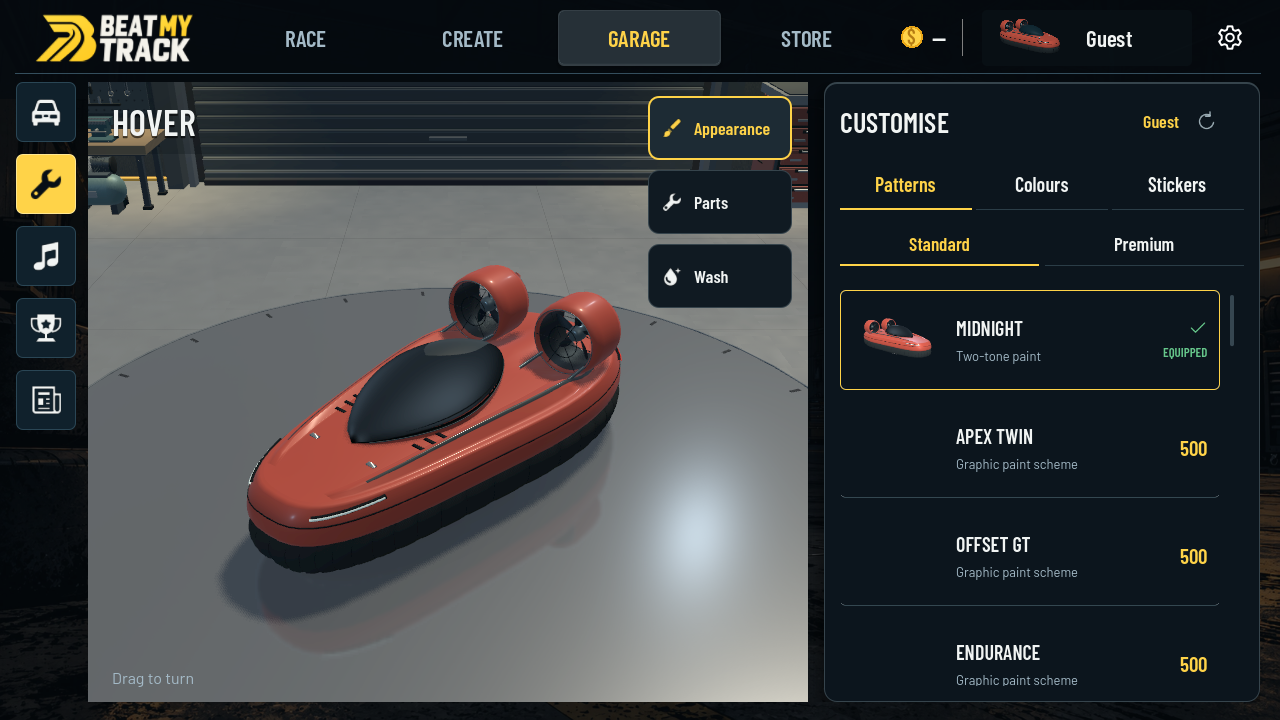 BEAT MY TRACK
RACE
CREATE
GARAGE
STORE
–
Guest
HOVER
Appearance
Parts
Wash
Drag to turn
CUSTOMISE
Guest
Patterns
Colours
Stickers
Standard
Premium
MIDNIGHT
Two-tone paint
EQUIPPED
APEX TWIN
Graphic paint scheme
500
OFFSET GT
Graphic paint scheme
500
ENDURANCE
Graphic paint scheme
500